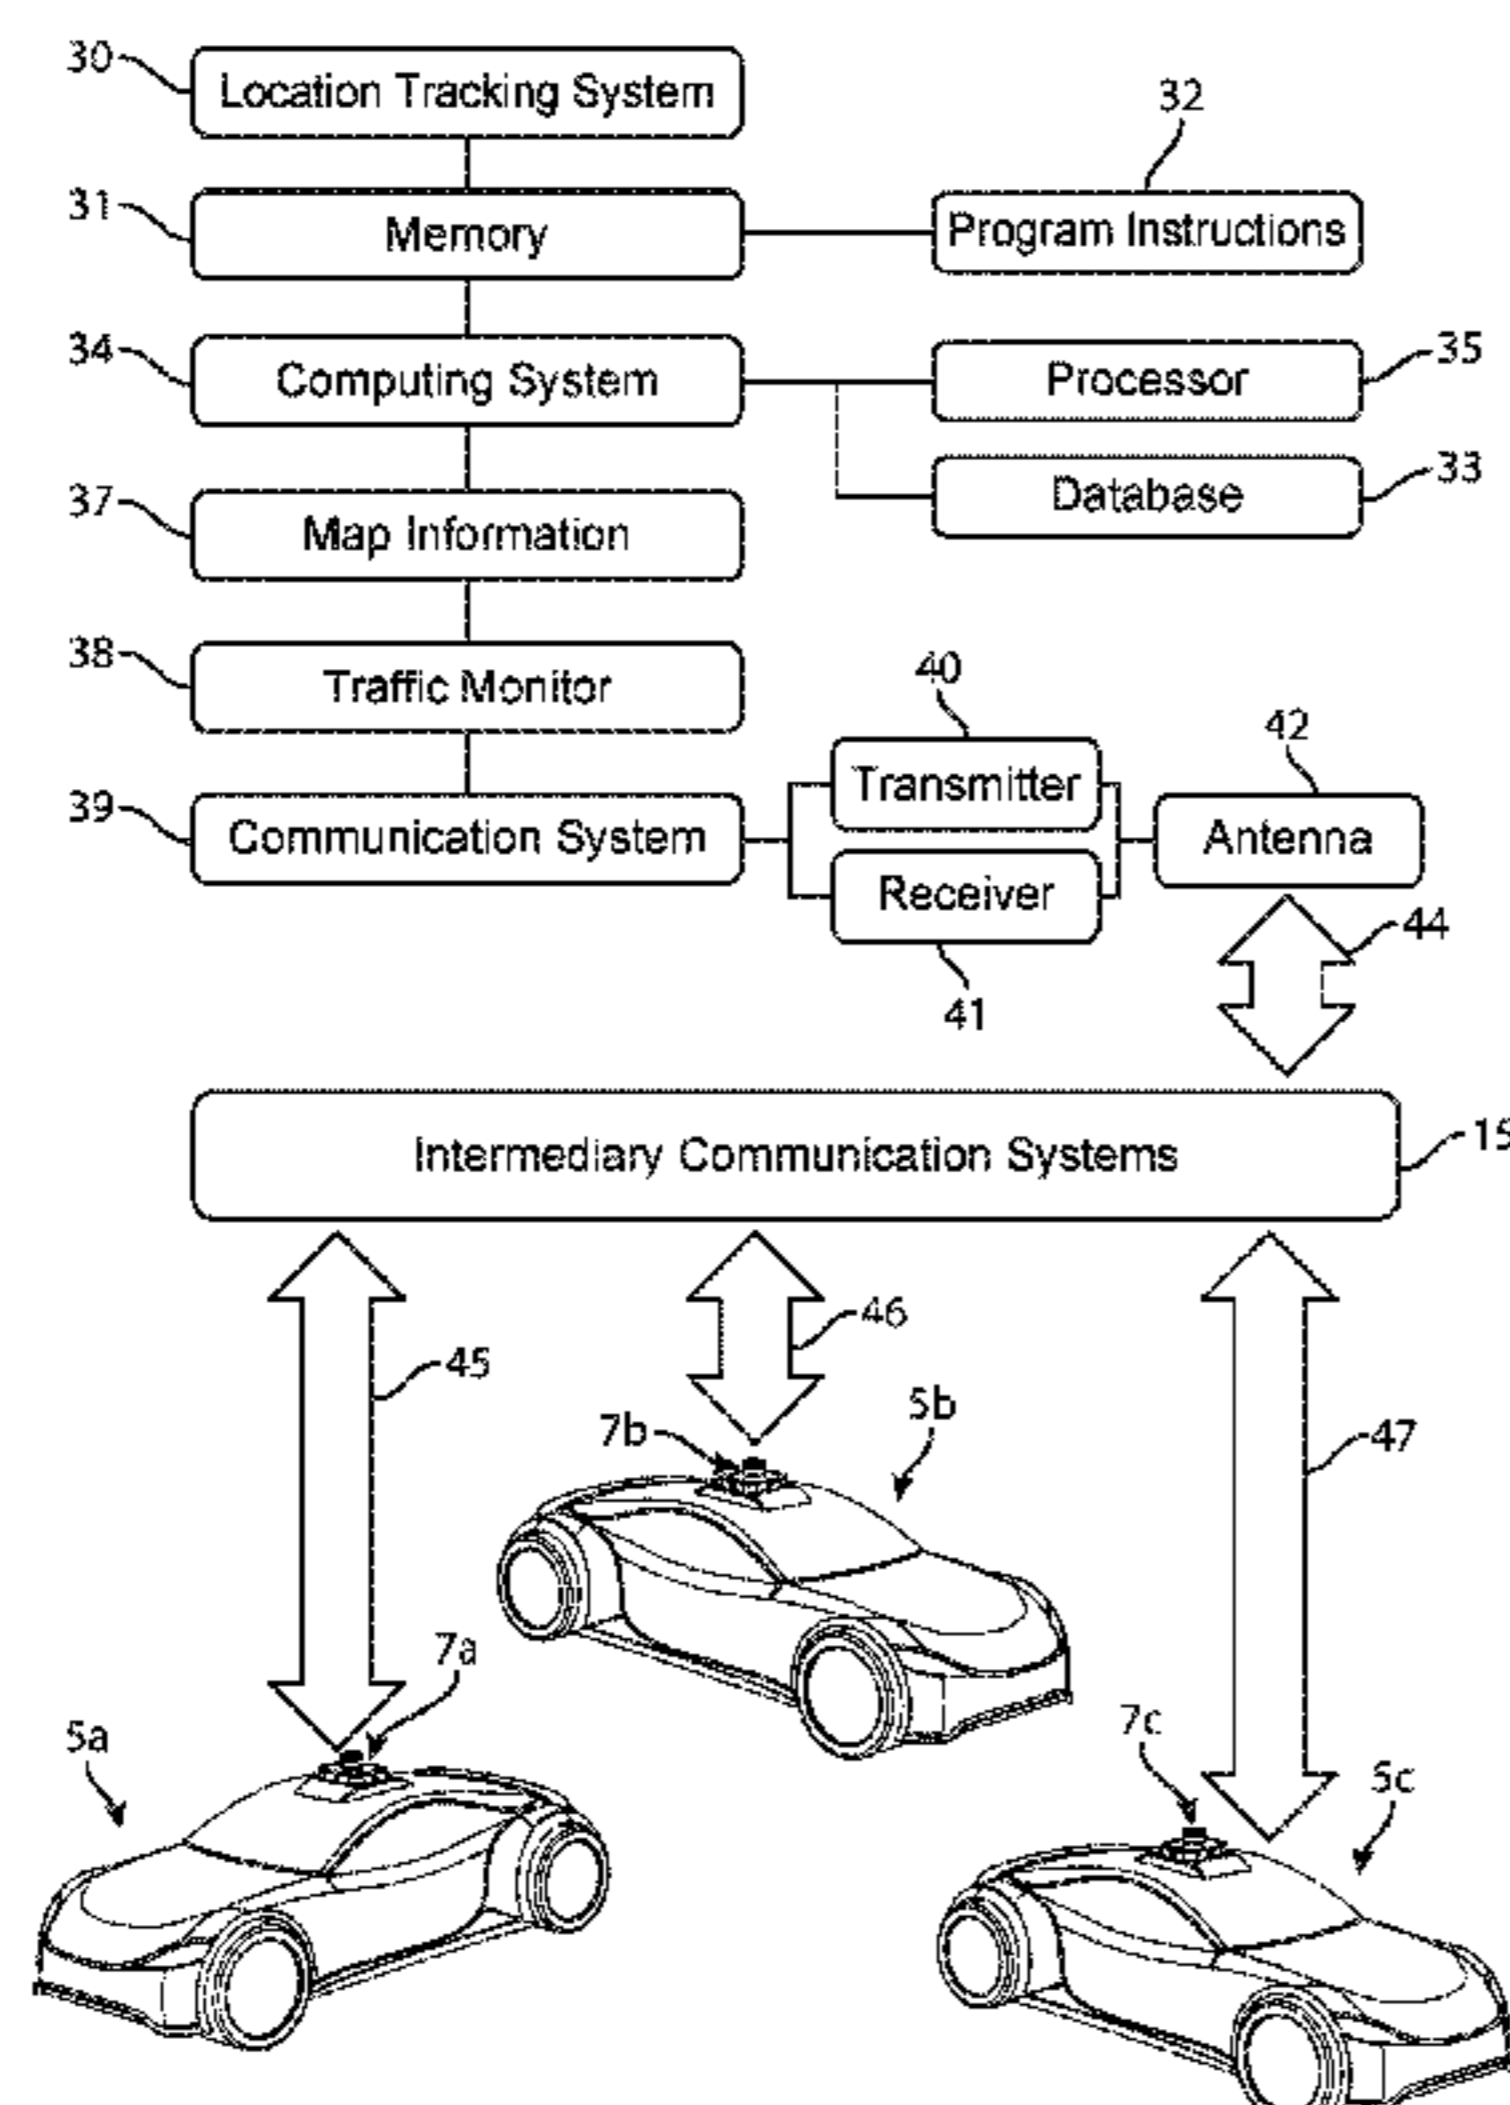 30
Location Tracking System
32
31
Memory
Program Instructions
34
Computing System
Processor
35
Database
33
37
Map Information
38
Traffic Monitor
40
Transmitter
42
39
Communication System
Antenna
Receiver
44
41
Intermediary Communication Systems
15
46
45
5b
7b
47
7a
7c
5a
5c